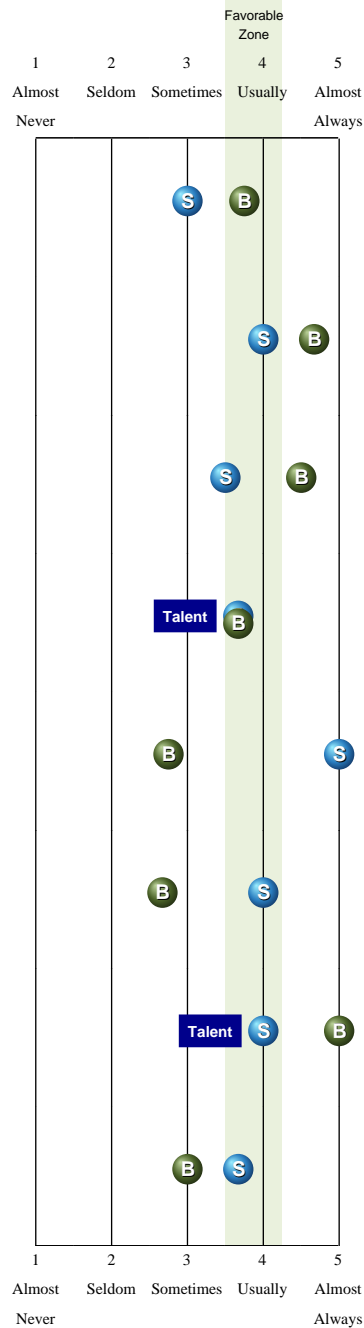 Favorable
Zone
1 2 3 4 5
Almost Seldom Sometimes Usually Almost
Never Always
S B
S B
S B
Talent B
B S
B S
Talent S B
B S
1 2 3 4 5
Almost Seldom Sometimes Usually Almost
Never Always